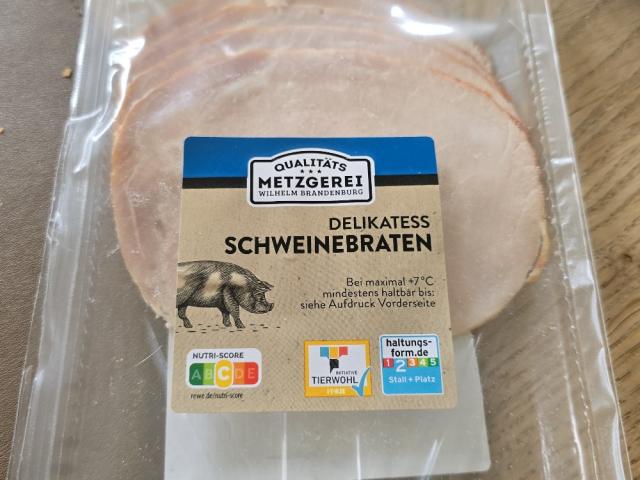 QUALITÄTS
METZGEREI
WILHELM BRANDENBURG
DELIKATESS
SCHWEINEBRATEN
Bei maximal +7°C
mindestens haltbar bis:
siehe Aufdruck Vorderseite
NUTRI-SCORE
A B C D E
rewe.de/nutri-score
INITIATIVE
TIERWOHL
haltungs-
form.de
1 2 3 4 5
Stall + Platz